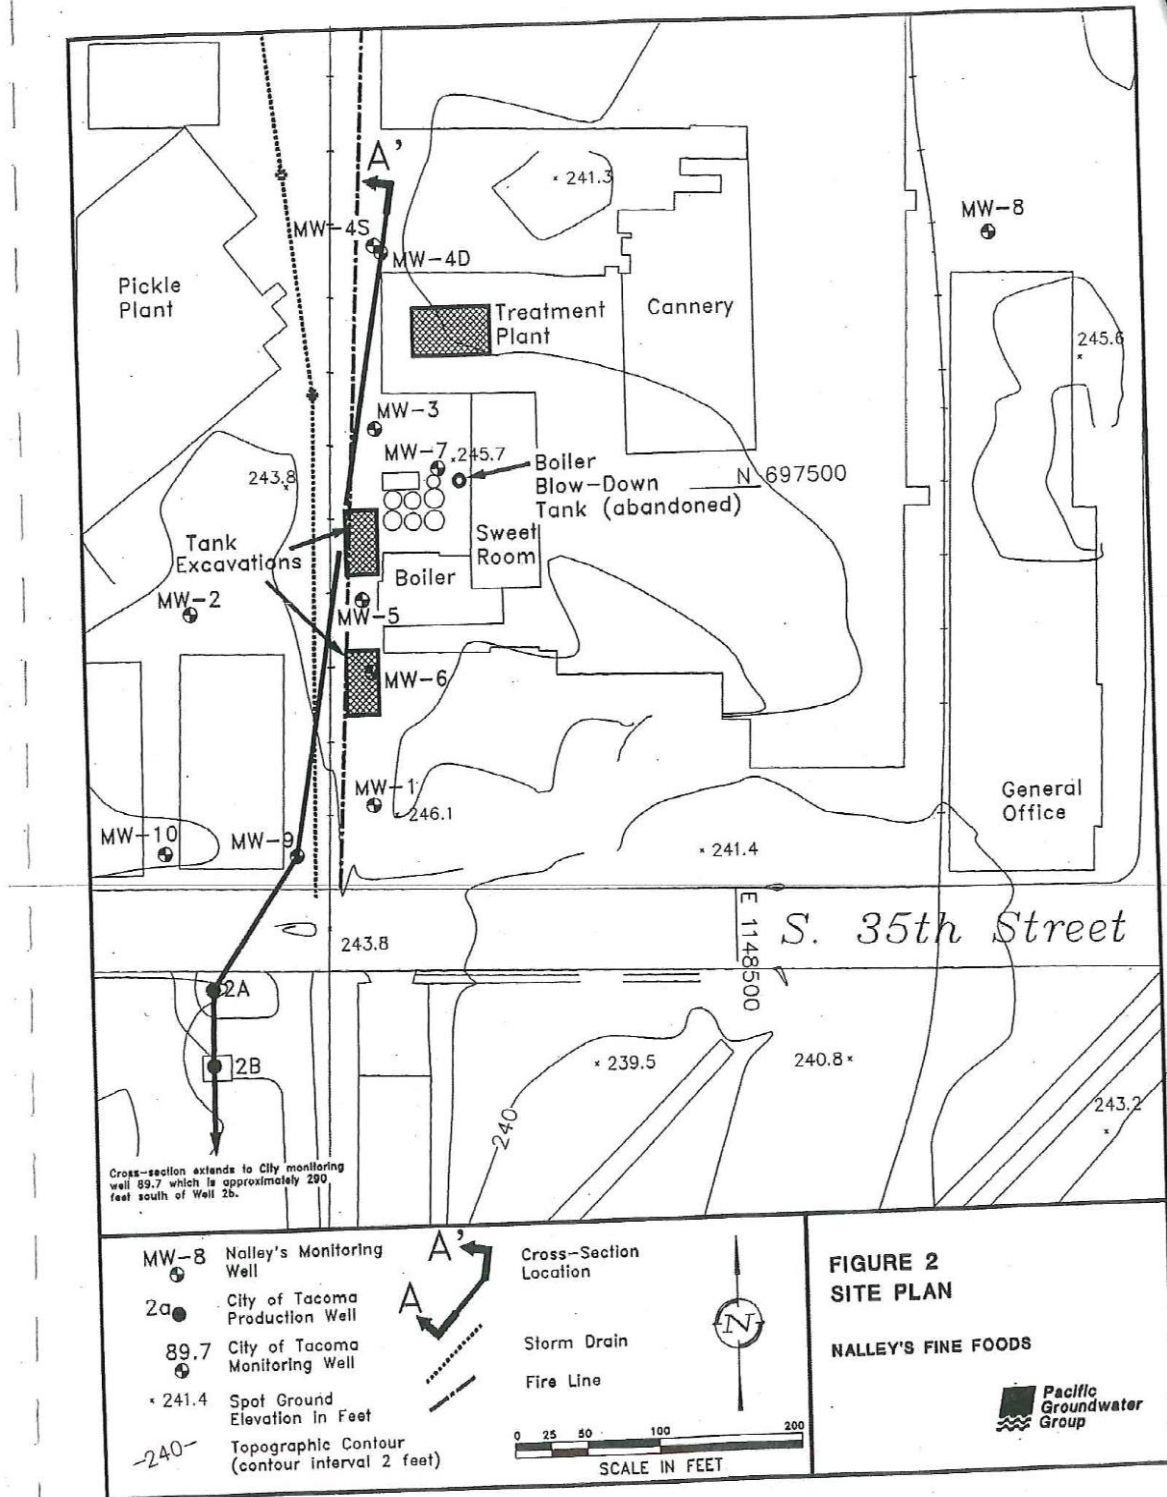 A'
241.3
MW-8
MW-4S
MW-4D
Pickle
Plant
Treatment
Plant
Cannery
245.6
MW-3
MW-7
245.7
243.8
Boiler
Blow-Down
Tank (abandoned)
N 697500
Tank
Excavations
Sweet
Room
Boiler
MW-2
MW-5
MW-6
MW-1
246.1
General
Office
MW-10
MW-9
241.4
E 1148500
S. 35th Street
243.8
2A
2B
239.5
240.8
240
243.2
Cross-section extends to City monitoring
well 89.7 which is approximately 290
feet south of Well 2b.
MW-8
Nalley's Monitoring
Well
2a
City of Tacoma
Production Well
89.7
City of Tacoma
Monitoring Well
241.4
Spot Ground
Elevation in Feet
-240-
Topographic Contour
(contour interval 2 feet)
A'
A
Cross-Section
Location
Storm Drain
Fire Line
N
0 25 50 100 200
SCALE IN FEET
FIGURE 2
SITE PLAN
NALLEY'S FINE FOODS
Pacific
Groundwater
Group